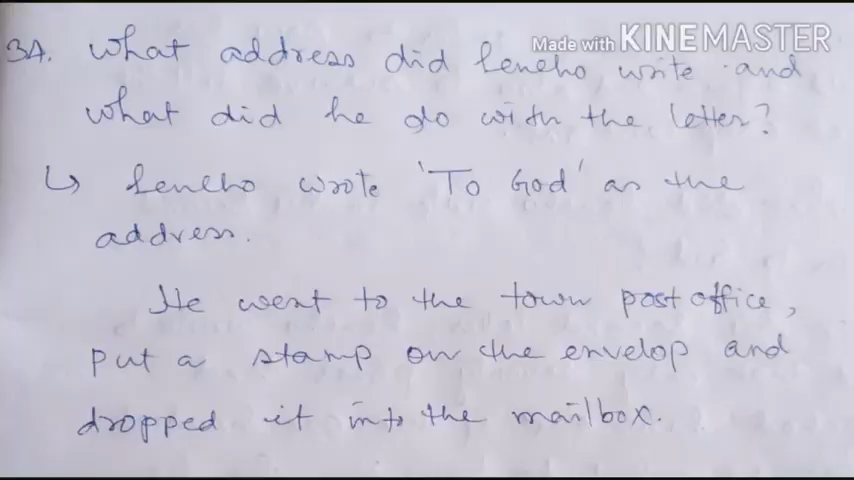 Made with KINEMASTER
34. What address did Lencho write and
what did he do with the letter?
↳ Lencho wrote 'To God' as the
address.
He went to the town post office,
put a stamp on the envelop and
dropped it into the mailbox.